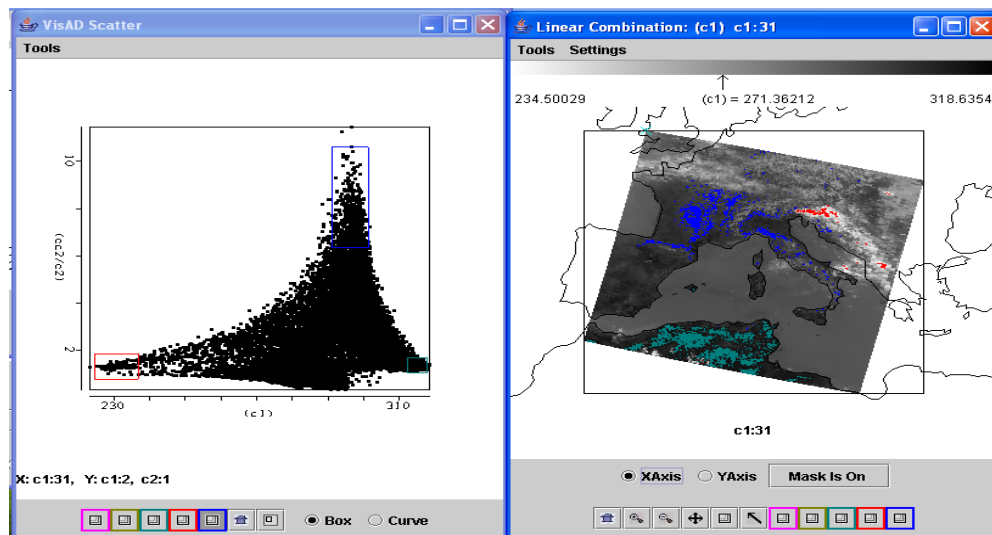 VisAD Scatter
Tools
10
(cc2/c2)
2
230
310
(c1)
X: c1:31, Y: c1:2, c2:1
Box
Curve
Linear Combination: (c1) c1:31
Tools Settings
234.50029
(c1) = 271.36212
318.6354
c1:31
XAxis
YAxis
Mask Is On